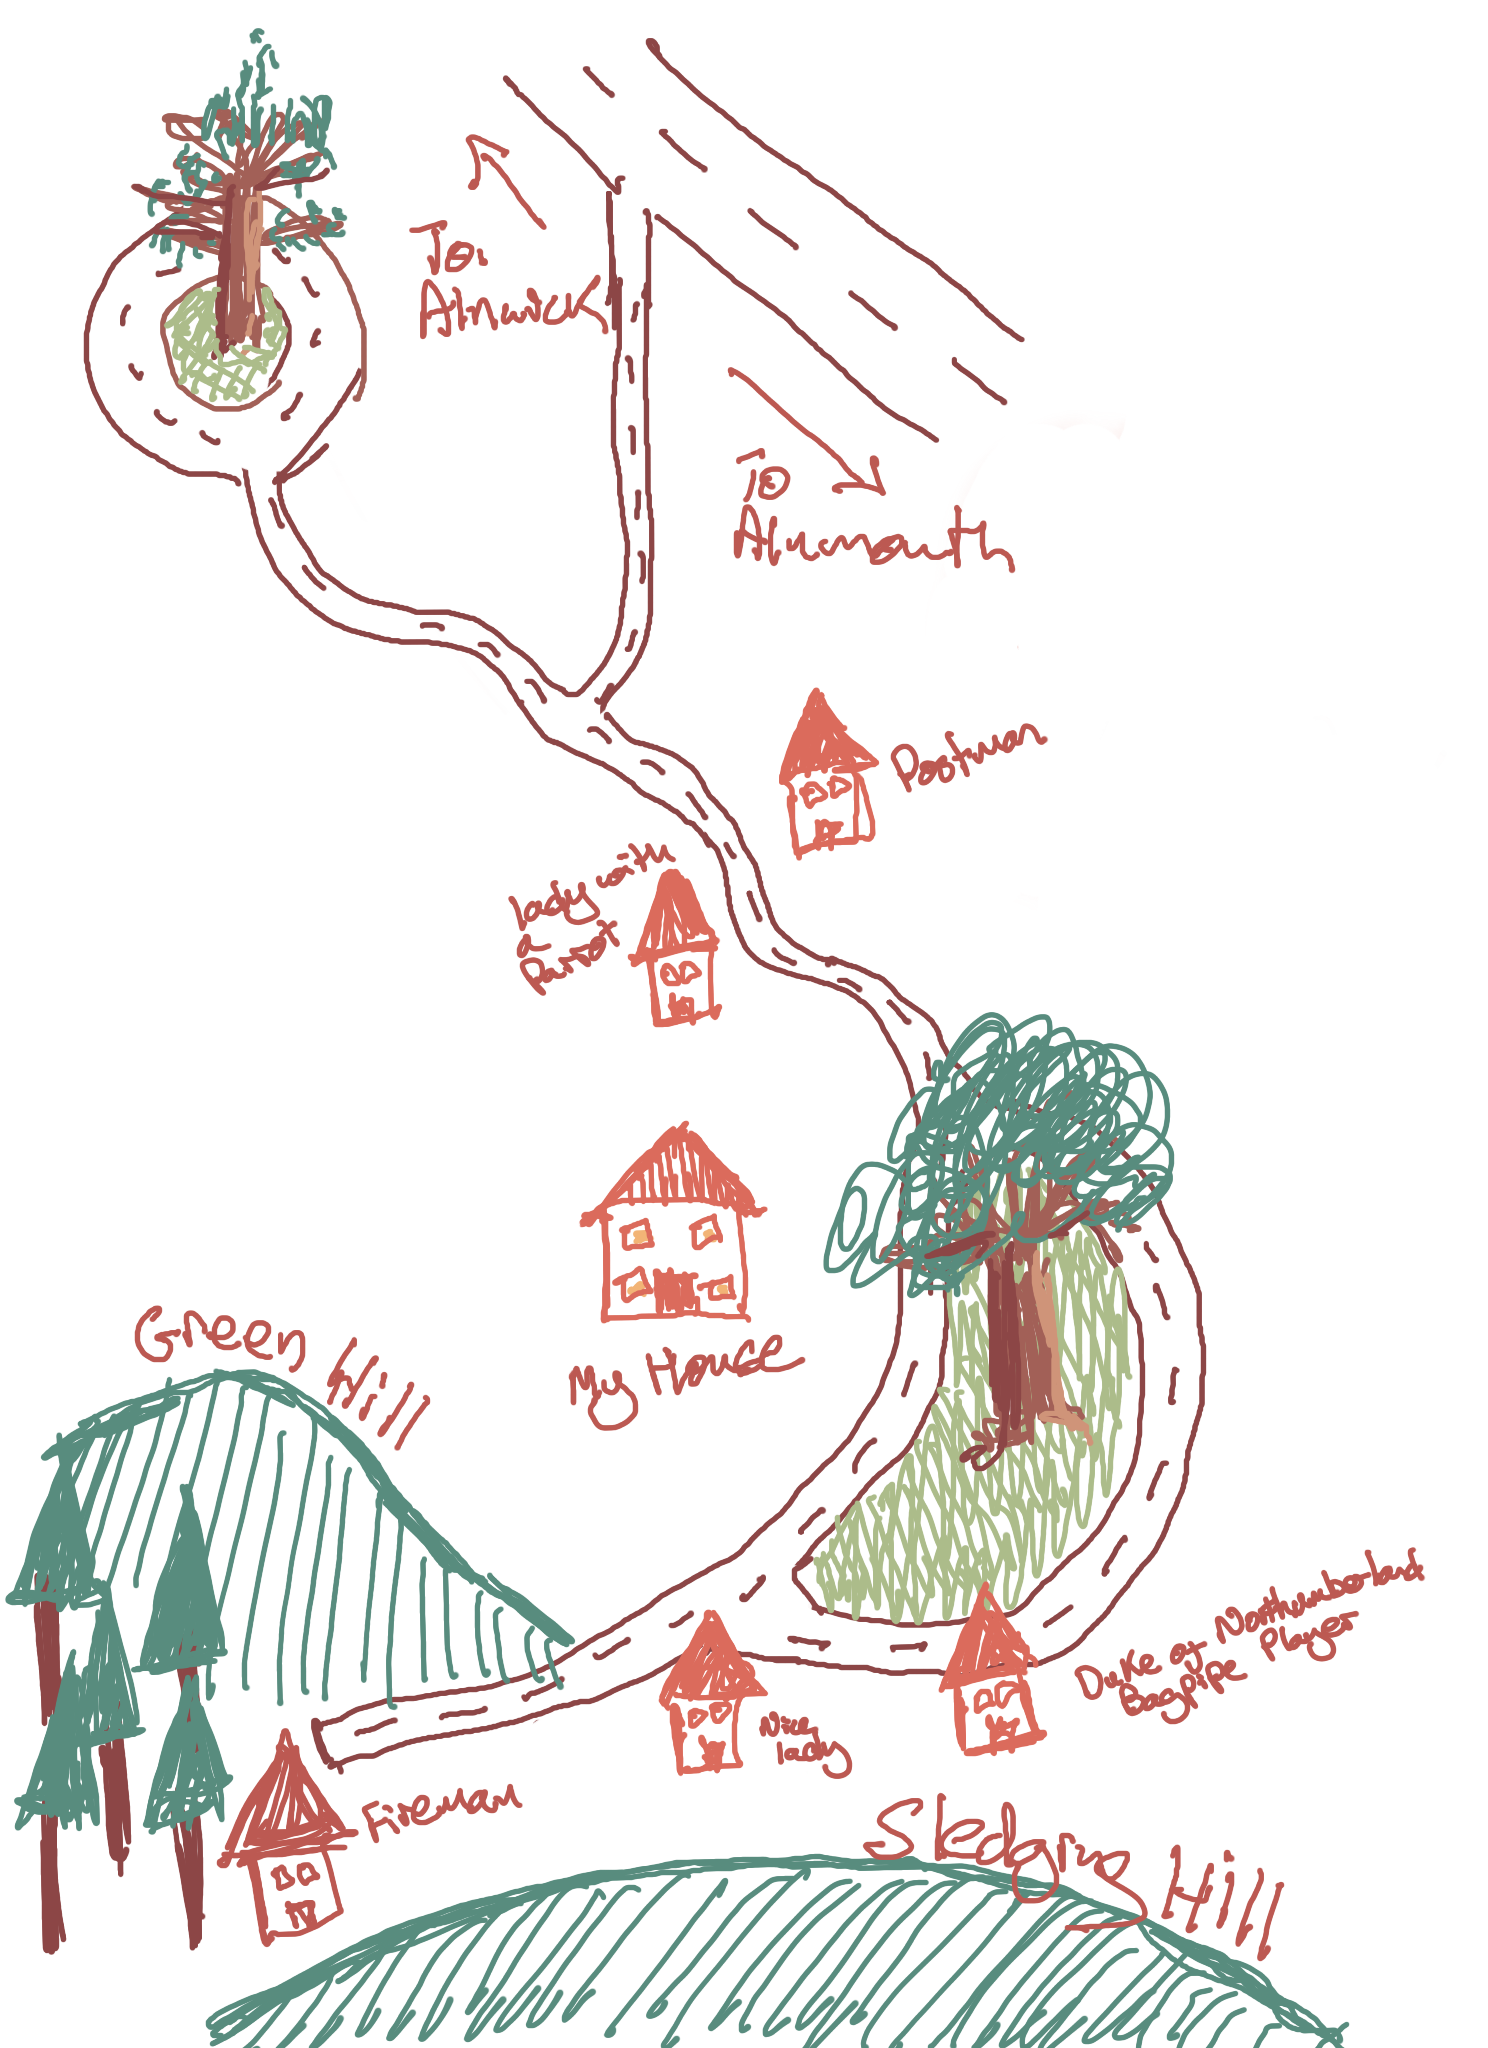 To
Alnwick
To
Alnmouth
Postman
lady with
a
Parrot
My House
Green Hill
Duke of Northumberland
Bagpipe Player
Nice
lady
Fireman
Sledging Hill